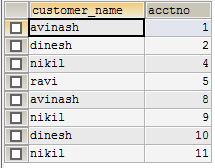 customer_name acctno
avinash 1
dinesh 2
nikil 4
ravi 5
avinash 8
nikil 9
dinesh 10
nikil 11